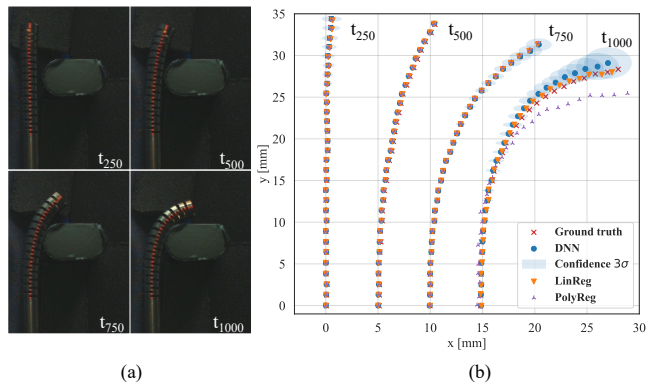 t250
t500
t750
t1000
(a)
35
30
25
20
15
10
5
0
y [mm]
t250
t500
t750
t1000
Ground truth
DNN
Confidence 3σ
LinReg
PolyReg
0
5
10
15
20
25
30
x [mm]
(b)